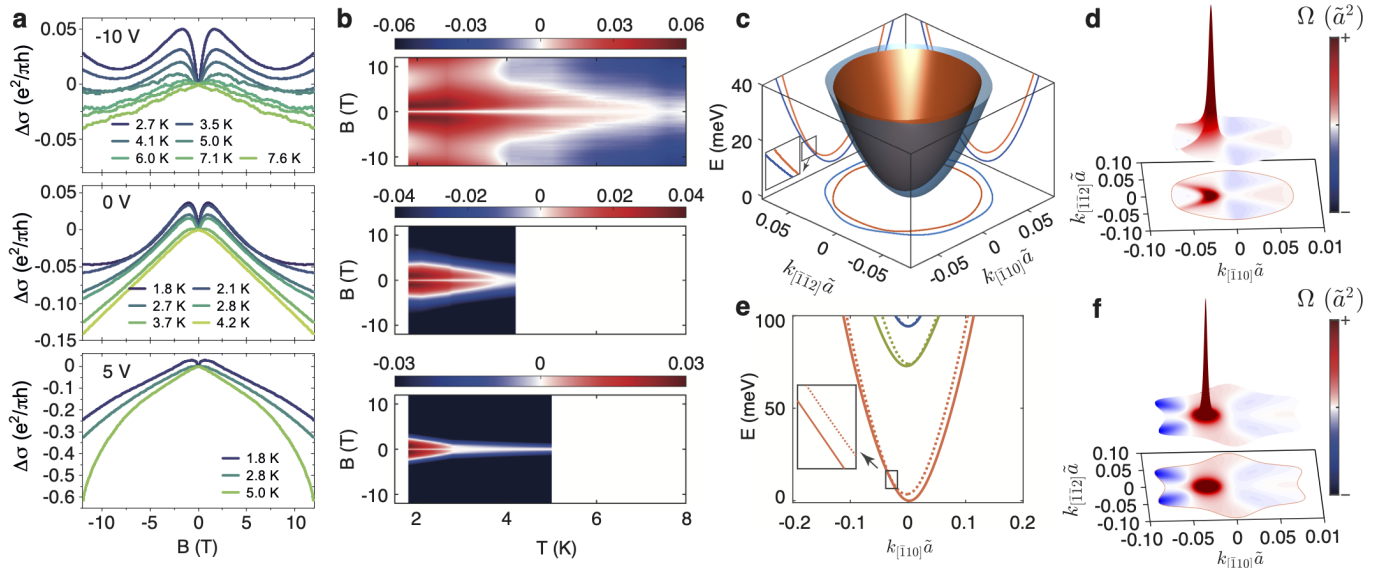 a
-10 V
Δσ (e²/πh)
0.05
0
-0.05
2.7 K 3.5 K
4.1 K 5.0 K
6.0 K 7.1 K 7.6 K
0 V
Δσ (e²/πh)
0.05
0
-0.05
-0.10
-0.15
1.8 K 2.1 K
2.7 K 2.8 K
3.7 K 4.2 K
5 V
Δσ (e²/πh)
0
-0.1
-0.2
-0.3
-0.4
-0.5
-0.6
1.8 K
2.8 K
5.0 K
-10 -5 0 5 10
B (T)
b
-0.06 -0.03 0 0.03 0.06
B (T)
10
0
-10
-0.04 -0.02 0 0.02 0.04
B (T)
10
0
-10
-0.03 0 0.03
B (T)
10
0
-10
2 4 6 8
T (K)
c
E (meV)
40
20
0
0.05 0 -0.05
k[1̄1̄2]ã
-0.05 0 0.05
k[1̄10]ã
d
Ω (ã²)
+
−
k[1̄1̄2]ã
0.10
0.05
0
-0.05
-0.10 -0.05 0 0.05 0.01
k[1̄10]ã
e
E (meV)
100
50
0
-0.2 -0.1 0 0.1 0.2
k[1̄10]ã
f
Ω (ã²)
+
−
k[1̄1̄2]ã
0.10
0.05
0
-0.05
-0.10
-0.10 -0.05 0 0.05 0.01
k[1̄10]ã